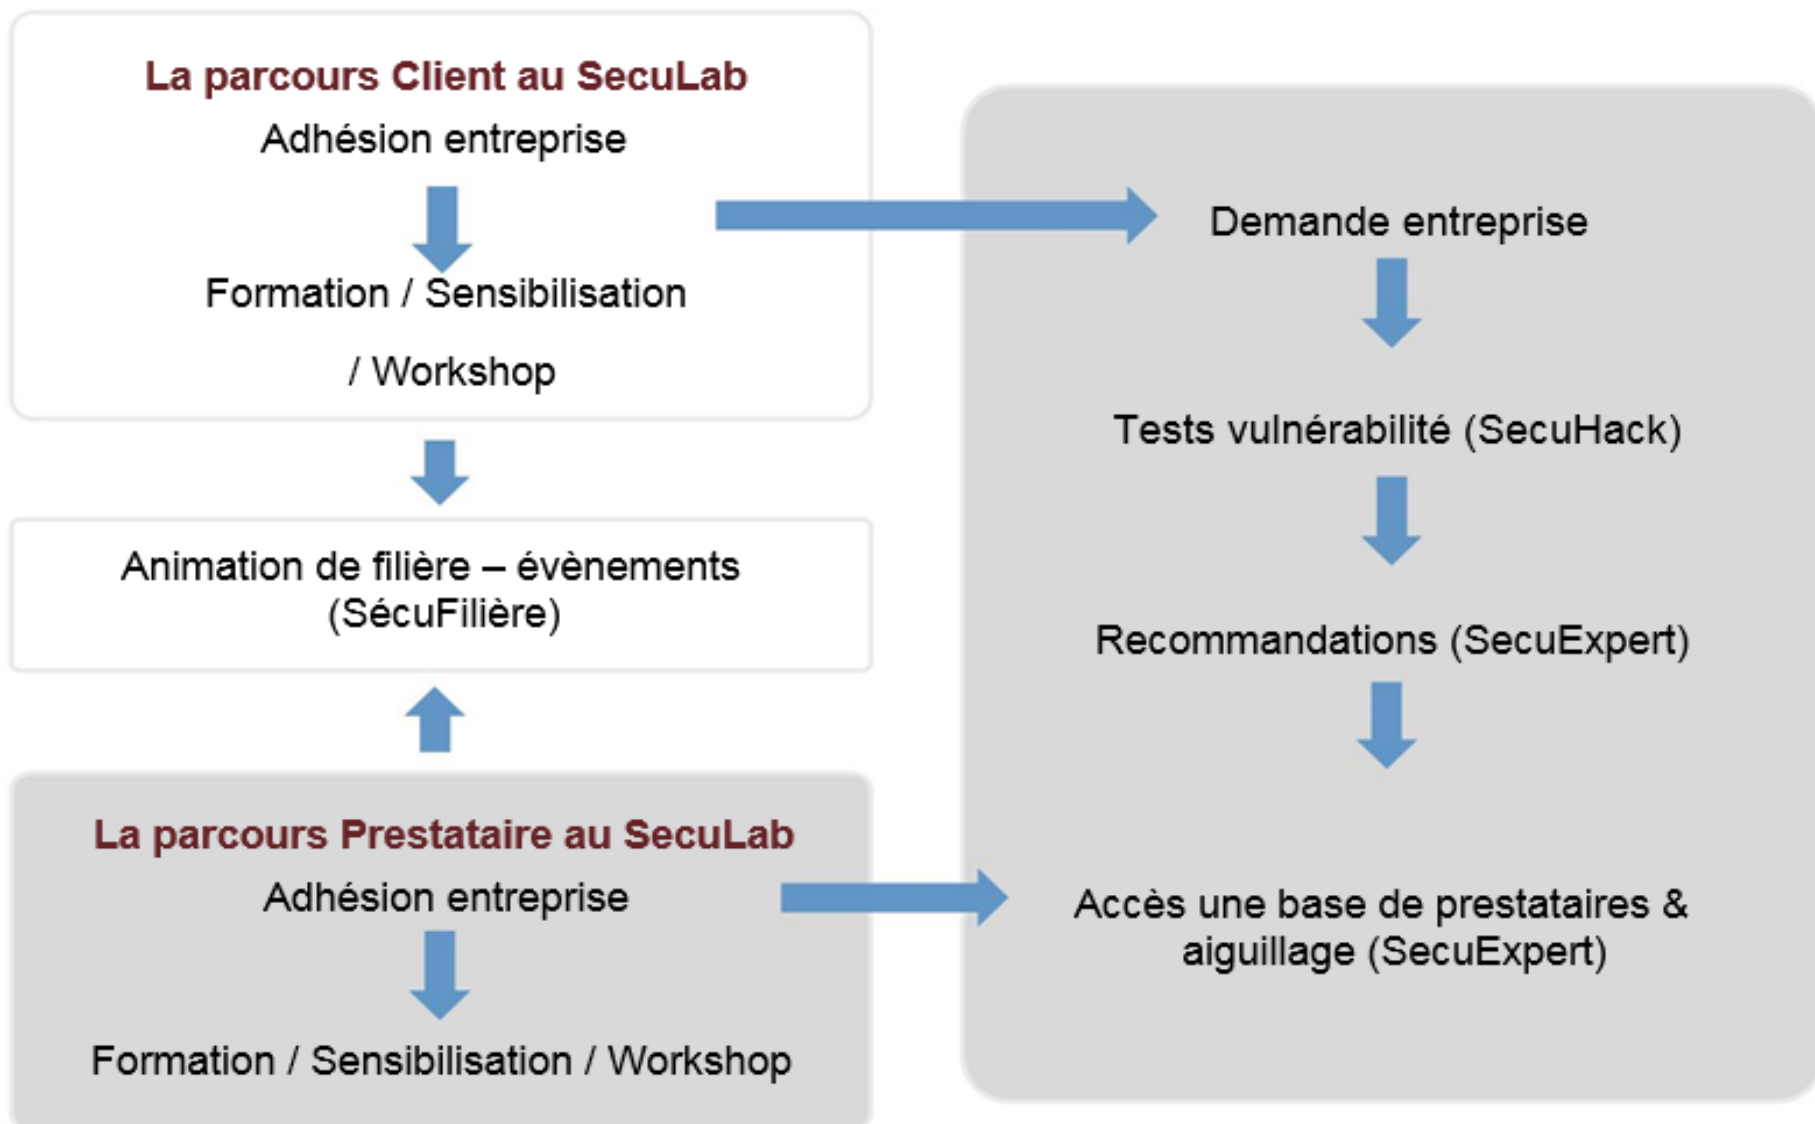 La parcours Client au SecuLab
Adhésion entreprise
Formation / Sensibilisation
/ Workshop
Animation de filière – évènements
(SécuFilière)
La parcours Prestataire au SecuLab
Adhésion entreprise
Formation / Sensibilisation / Workshop
Demande entreprise
Tests vulnérabilité (SecuHack)
Recommandations (SecuExpert)
Accès une base de prestataires &
aiguillage (SecuExpert)